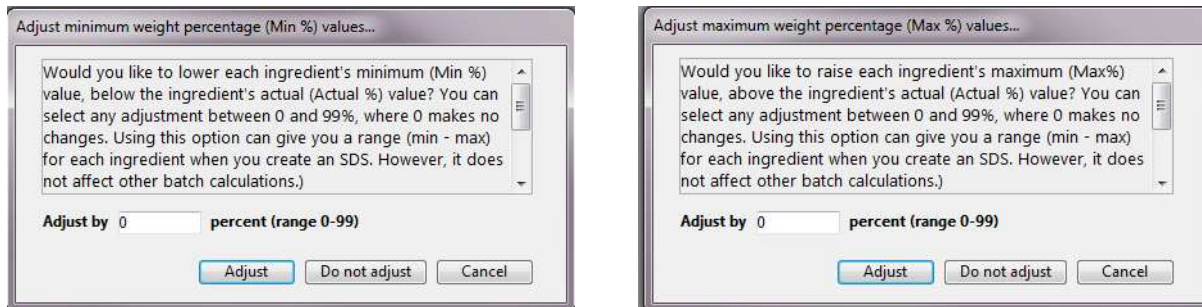 Adjust minimum weight percentage (Min %) values...
Would you like to lower each ingredient's minimum (Min %)
value, below the ingredient's actual (Actual %) value? You can
select any adjustment between 0 and 99%, where 0 makes no
changes. Using this option can give you a range (min - max)
for each ingredient when you create an SDS. However, it does
not affect other batch calculations.)
Adjust by 0 percent (range 0-99)
Adjust Do not adjust Cancel
Adjust maximum weight percentage (Max %) values...
Would you like to raise each ingredient's maximum (Max%)
value, above the ingredient's actual (Actual %) value? You can
select any adjustment between 0 and 99%, where 0 makes no
changes. Using this option can give you a range (min - max)
for each ingredient when you create an SDS. However, it does
not affect other batch calculations.)
Adjust by 0 percent (range 0-99)
Adjust Do not adjust Cancel